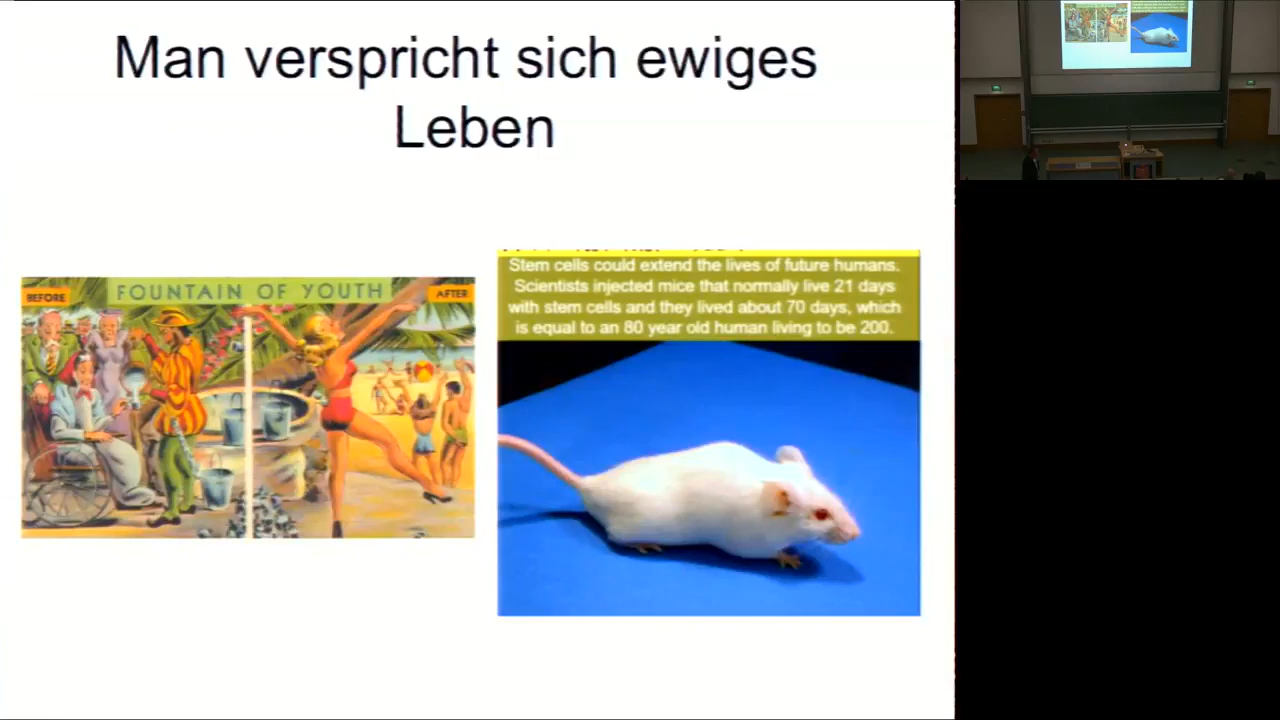 Man verspricht sich ewiges
Leben
BEFORE
FOUNTAIN OF YOUTH
AFTER
Stem cells could extend the lives of future humans.
Scientists injected mice that normally live 21 days
with stem cells and they lived about 70 days, which
is equal to an 80 year old human living to be 200.